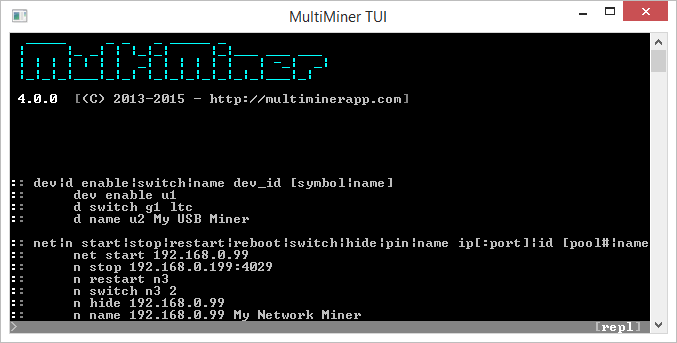 MultiMiner TUI
MultiMiner
4.0.0 [(C) 2013-2015 - http://multiminerapp.com]
:: dev|d enable|switch|name dev_id [symbol|name]
:: dev enable u1
:: d switch g1 ltc
:: d name u2 My USB Miner
:: net|n start|stop|restart|reboot|switch|hide|pin|name ip[:port]|id [pool#|name
:: net start 192.168.0.99
:: n stop 192.168.0.199:4029
:: n restart n3
:: n switch n3 2
:: n hide 192.168.0.99
:: n name 192.168.0.99 My Network Miner
> [repl]